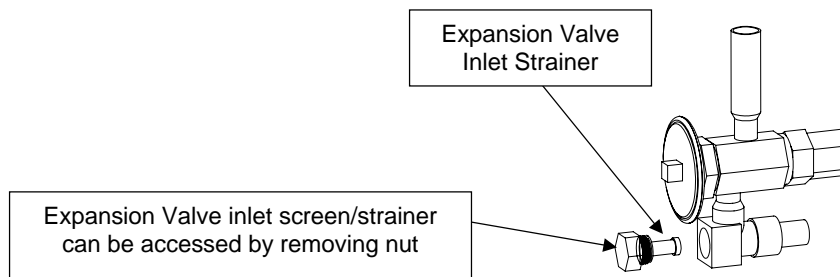 Expansion Valve
Inlet Strainer
Expansion Valve inlet screen/strainer
can be accessed by removing nut